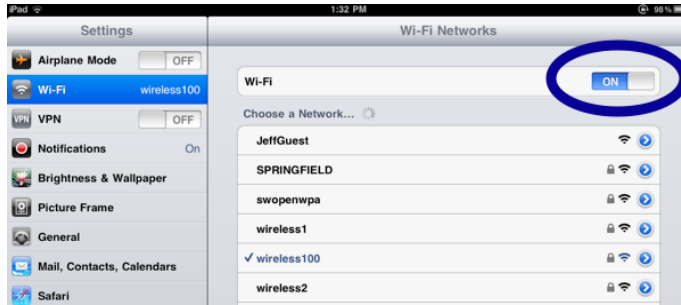 iPad 1:32 PM 98%
Settings
Wi-Fi Networks
Airplane Mode OFF
Wi-Fi wireless100
VPN VPN OFF
Notifications On
Brightness & Wallpaper
Picture Frame
General
Mail, Contacts, Calendars
Safari
Wi-Fi ON
Choose a Network...
JeffGuest
SPRINGFIELD
swopenwpa
wireless1
✓ wireless100
wireless2